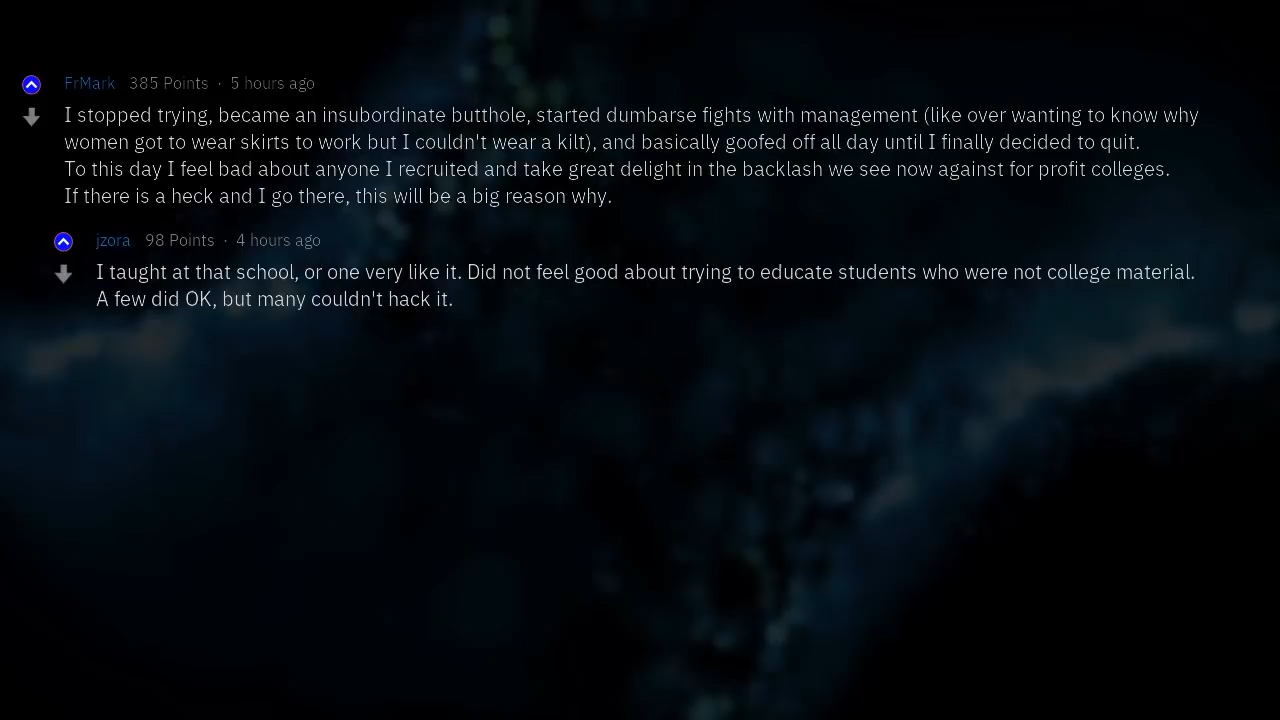 FrMark 385 Points · 5 hours ago
I stopped trying, became an insubordinate butthole, started dumbarse fights with management (like over wanting to know why
women got to wear skirts to work but I couldn't wear a kilt), and basically goofed off all day until I finally decided to quit.
To this day I feel bad about anyone I recruited and take great delight in the backlash we see now against for profit colleges.
If there is a heck and I go there, this will be a big reason why.
jzora 98 Points · 4 hours ago
I taught at that school, or one very like it. Did not feel good about trying to educate students who were not college material.
A few did OK, but many couldn't hack it.